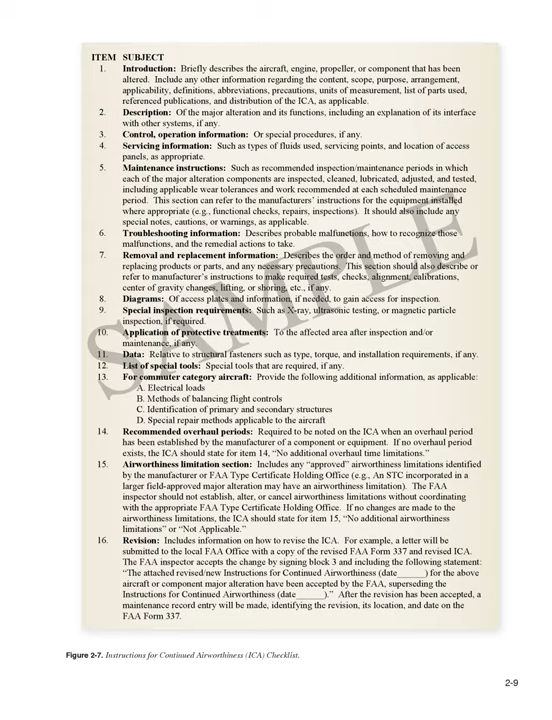 ITEM SUBJECT
1. Introduction: Briefly describes the aircraft, engine, propeller, or component that has been
altered. Include any other information regarding the content, scope, purpose, arrangement,
applicability, definitions, abbreviations, precautions, units of measurement, list of parts used,
referenced publications, and distribution of the ICA, as applicable.
2. Description: Of the major alteration and its functions, including an explanation of its interface
with other systems, if any.
3. Control, operation information: Or special procedures, if any.
4. Servicing information: Such as types of fluids used, servicing points, and location of access
panels, as appropriate.
5. Maintenance instructions: Such as recommended inspection/maintenance periods in which
each of the major alteration components are inspected, cleaned, lubricated, adjusted, and tested,
including applicable wear tolerances and work recommended at each scheduled maintenance
period. This section can refer to the manufacturers’ instructions for the equipment installed
where appropriate (e.g., functional checks, repairs, inspections). It should also include any
special notes, cautions, or warnings, as applicable.
6. Troubleshooting information: Describes probable malfunctions, how to recognize those
malfunctions, and the remedial actions to take.
7. Removal and replacement information: Describes the order and method of removing and
replacing products or parts, and any necessary precautions. This section should also describe or
refer to manufacturer’s instructions to make required tests, checks, alignment, calibrations,
center of gravity changes, lifting, or shoring, etc., if any.
8. Diagrams: Of access plates and information, if needed, to gain access for inspection.
9. Special inspection requirements: Such as X-ray, ultrasonic testing, or magnetic particle
inspection, if required.
10. Application of protective treatments: To the affected area after inspection and/or
maintenance, if any.
11. Data: Relative to structural fasteners such as type, torque, and installation requirements, if any.
12. List of special tools: Special tools that are required, if any.
13. For commuter category aircraft: Provide the following additional information, as applicable:
A. Electrical loads
B. Methods of balancing flight controls
C. Identification of primary and secondary structures
D. Special repair methods applicable to the aircraft
14. Recommended overhaul periods: Required to be noted on the ICA when an overhaul period
has been established by the manufacturer of a component or equipment. If no overhaul period
exists, the ICA should state for item 14, “No additional overhaul time limitations.”
15. Airworthiness limitation section: Includes any “approved” airworthiness limitations identified
by the manufacturer or FAA Type Certificate Holding Office (e.g., An STC incorporated in a
larger field-approved major alteration may have an airworthiness limitation). The FAA
inspector should not establish, alter, or cancel airworthiness limitations without coordinating
with the appropriate FAA Type Certificate Holding Office. If no changes are made to the
airworthiness limitations, the ICA should state for item 15, “No additional airworthiness
limitations” or “Not Applicable.”
16. Revision: Includes information on how to revise the ICA. For example, a letter will be
submitted to the local FAA Office with a copy of the revised FAA Form 337 and revised ICA.
The FAA inspector accepts the change by signing block 3 and including the following statement:
“The attached revised/new Instructions for Continued Airworthiness (date______) for the above
aircraft or component major alteration have been accepted by the FAA, superseding the
Instructions for Continued Airworthiness (date______).” After the revision has been accepted, a
maintenance record entry will be made, identifying the revision, its location, and date on the
FAA Form 337.
SAMPLE
Figure 2-7. Instructions for Continued Airworthiness (ICA) Checklist.
2-9